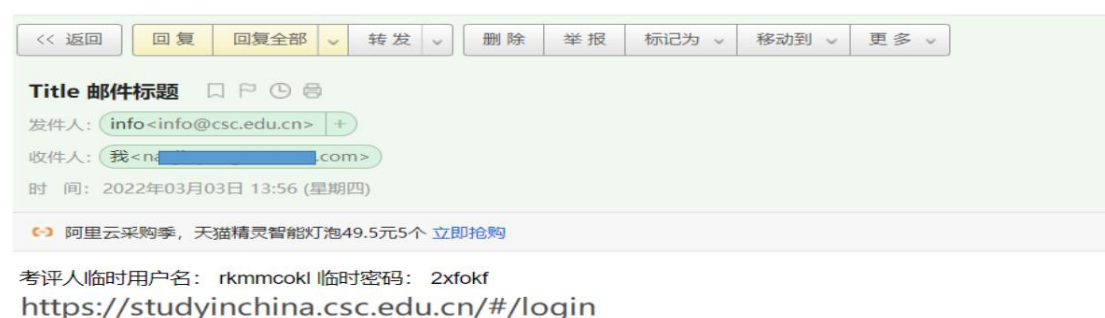 << 返回 回复 回复全部 转发 删除 举报 标记为 移动到 更多
Title 邮件标题
发件人: info<info@csc.edu.cn> +
收件人: 我<na .com>
时 间: 2022年03月03日 13:56 (星期四)
阿里云采购季，天猫精灵智能灯泡49.5元5个 立即抢购
考评人临时用户名： rkmmcokl 临时密码： 2xfokf
https://studyinchina.csc.edu.cn/#/login